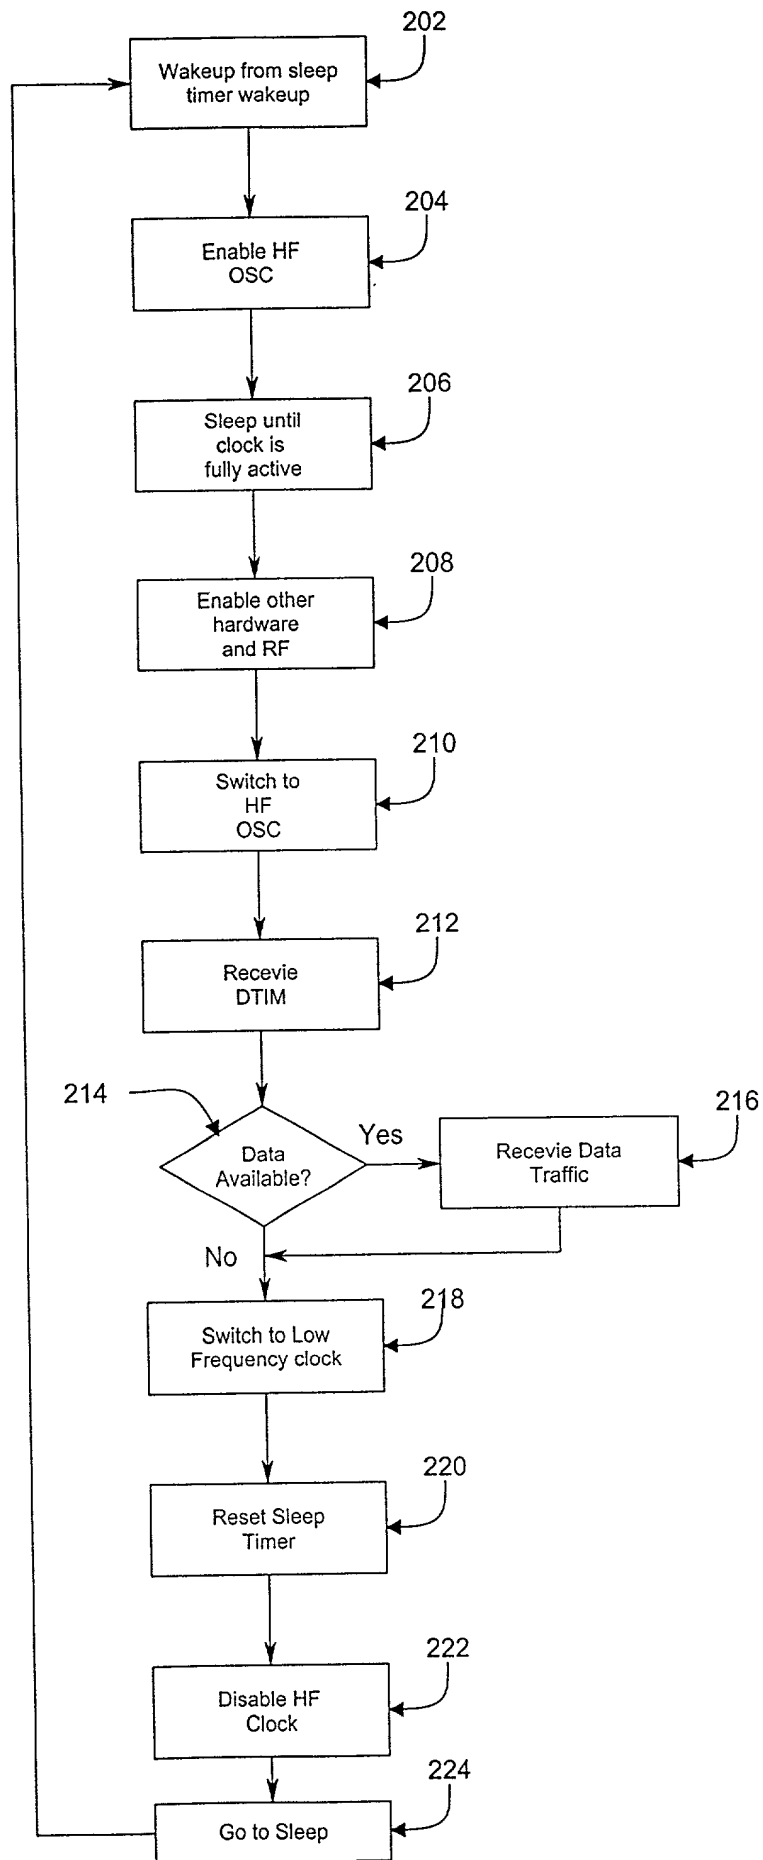 202
Wakeup from sleep
timer wakeup
204
Enable HF
OSC
206
Sleep until
clock is
fully active
208
Enable other
hardware
and RF
210
Switch to
HF
OSC
212
Recevie
DTIM
214
Data
Available?
Yes
216
Recevie Data
Traffic
No
218
Switch to Low
Frequency clock
220
Reset Sleep
Timer
222
Disable HF
Clock
224
Go to Sleep